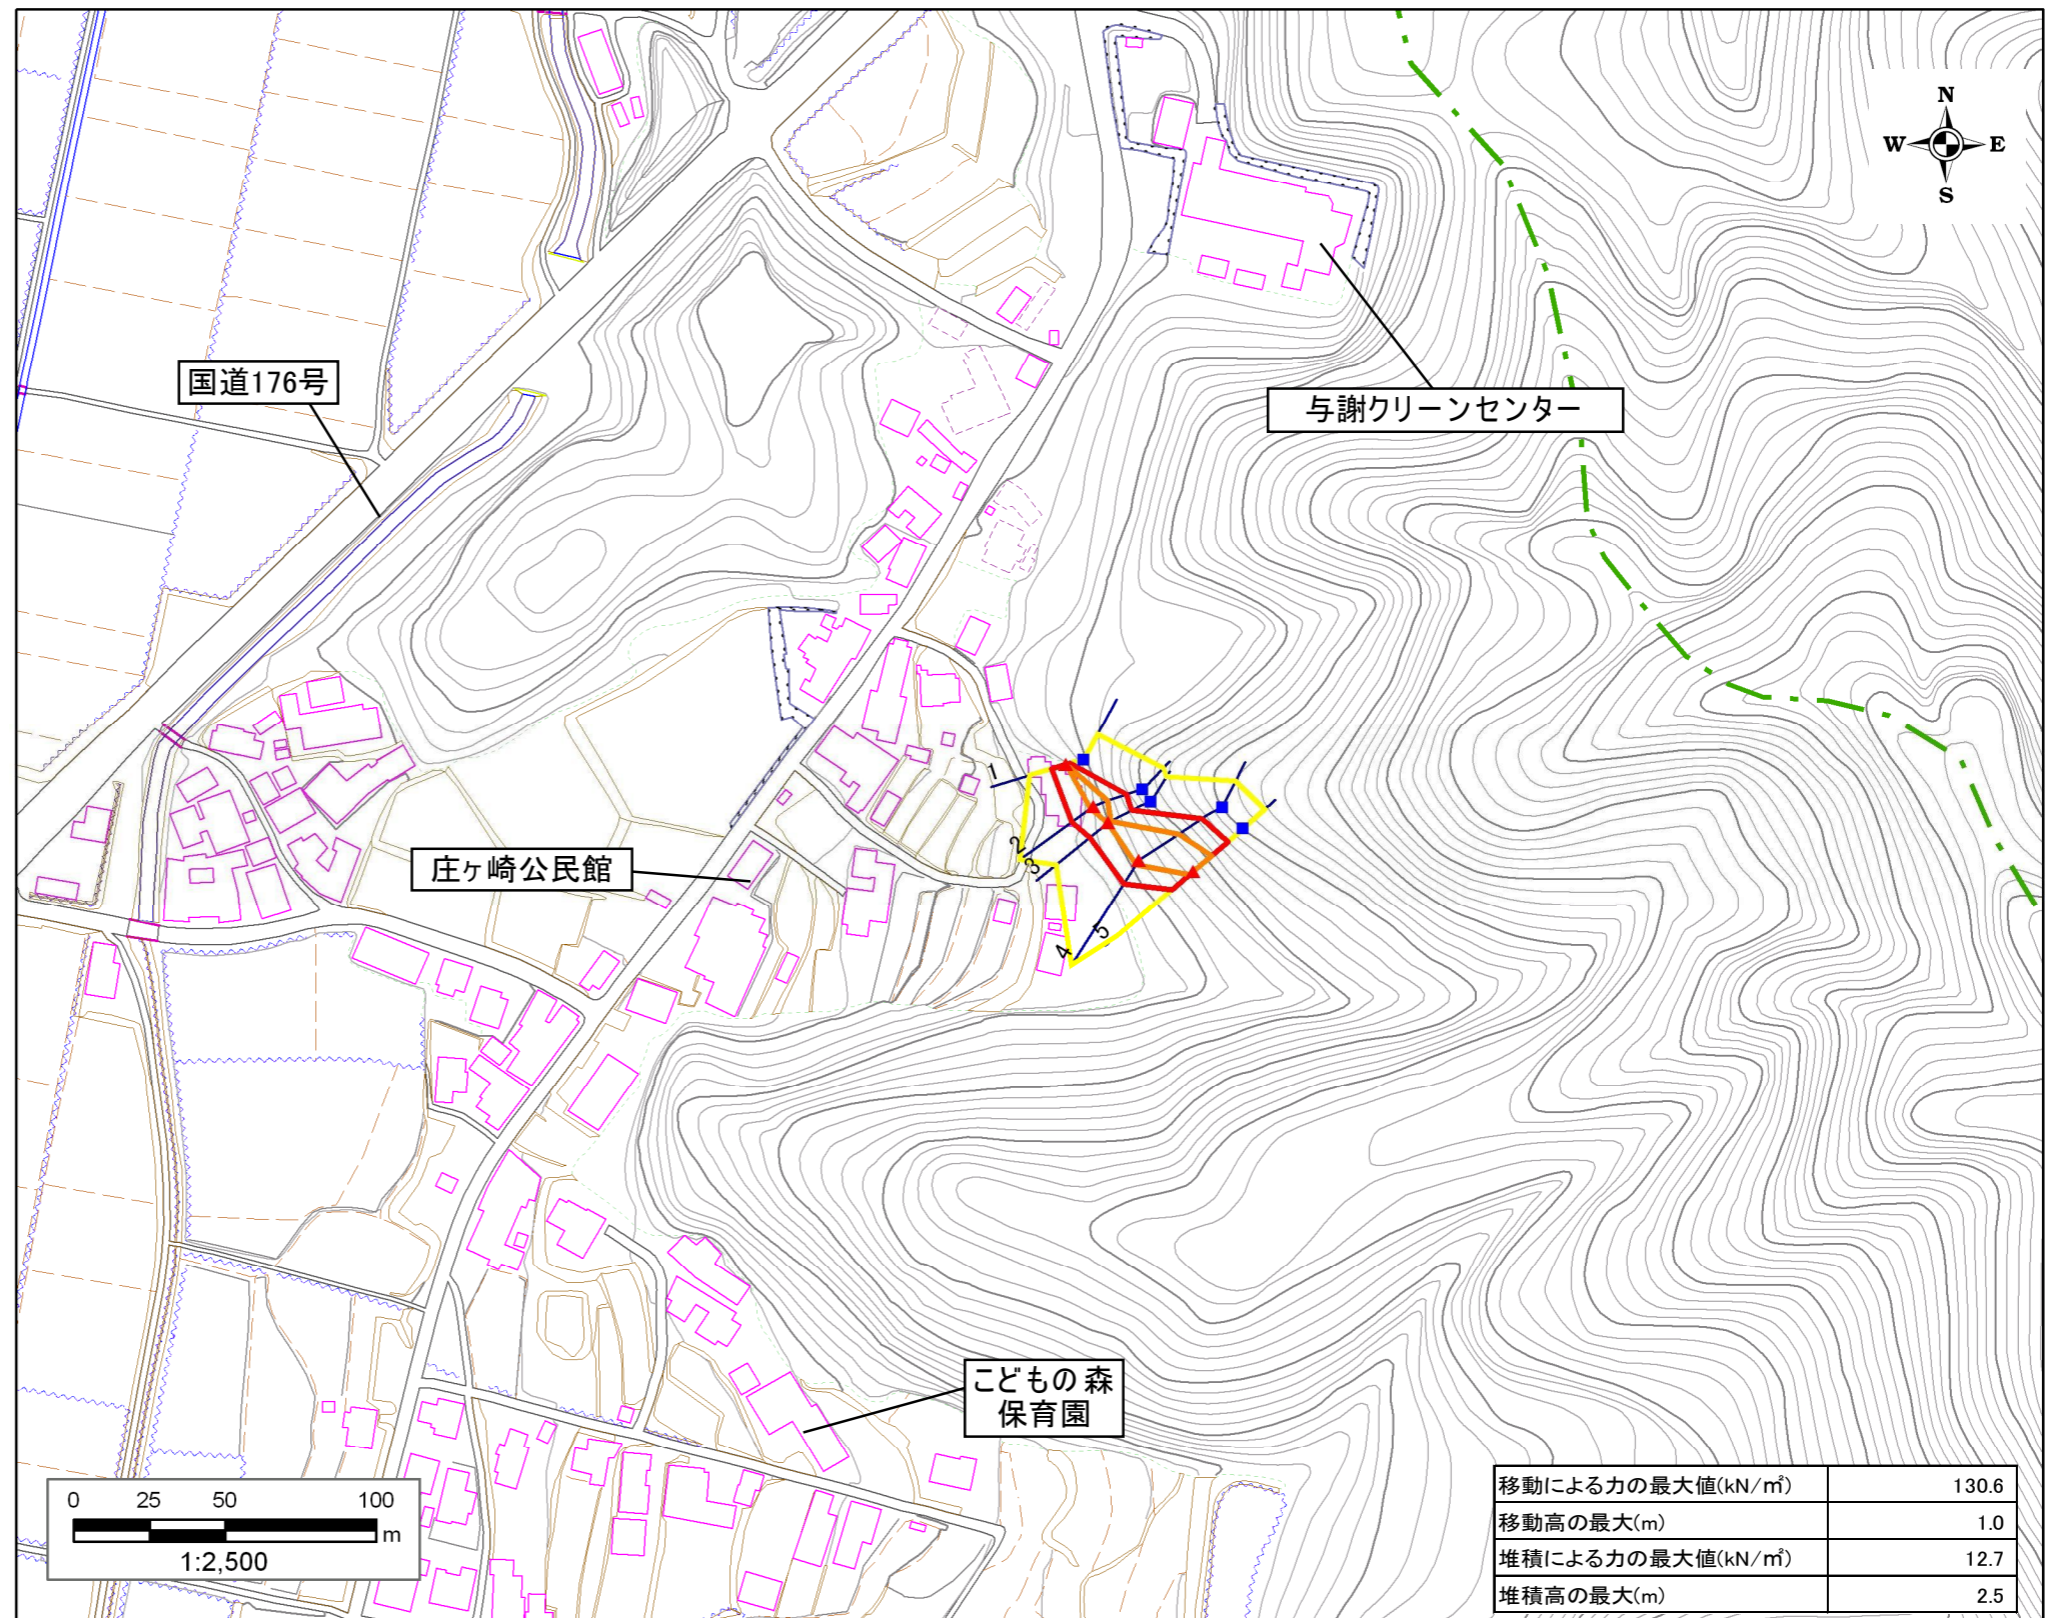 N
W E
S
国道176号
与謝クリーンセンター
1
2
3
庄ヶ崎公民館
4
5
こどもの森
保育園
0 25 50 100
m
1:2,500
移動による力の最大値(kN/㎡) 130.6
移動高の最大(m) 1.0
堆積による力の最大値(kN/㎡) 12.7
堆積高の最大(m) 2.5